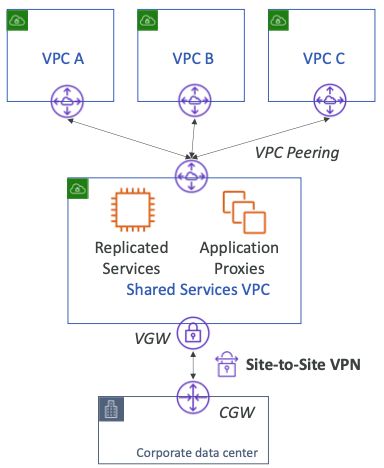 VPC A
VPC B
VPC C
VPC Peering
Replicated Services
Application Proxies
Shared Services VPC
VGW
Site-to-Site VPN
CGW
Corporate data center